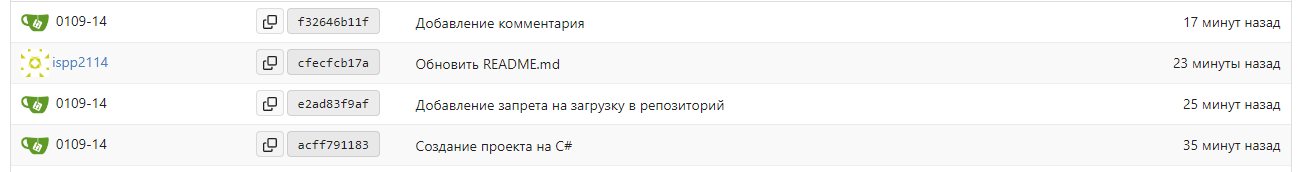 0109-14 f32646b11f Добавление комментария 17 минут назад
ispp2114 cfecfcb17a Обновить README.md 23 минуты назад
0109-14 e2ad83f9af Добавление запрета на загрузку в репозиторий 25 минут назад
0109-14 acff791183 Создание проекта на C# 35 минут назад